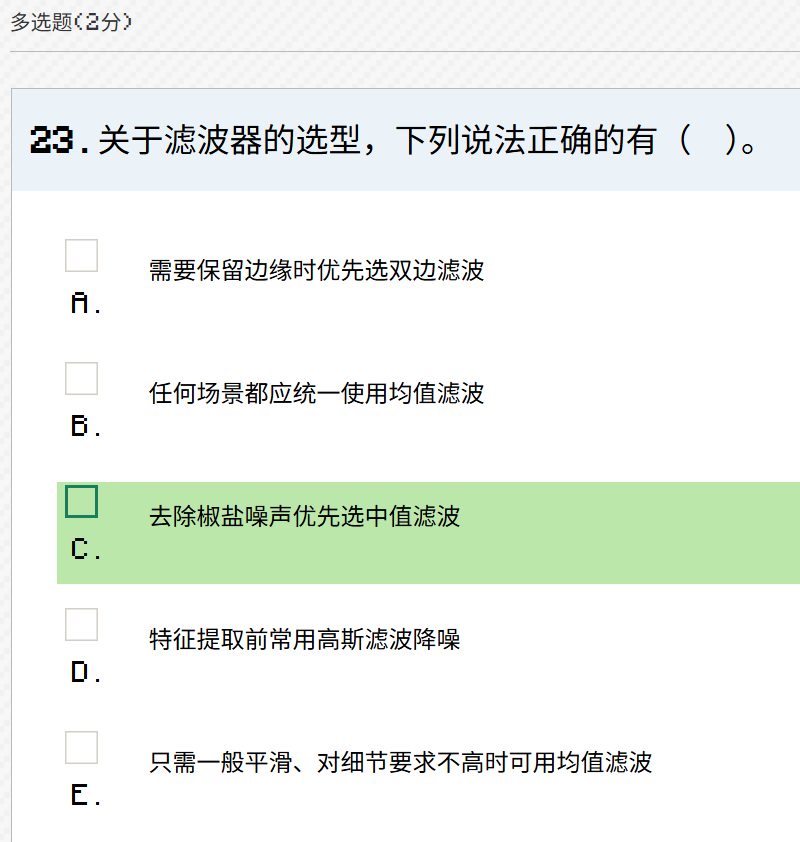 多选题(2分)
23.关于滤波器的选型，下列说法正确的有（　）。
需要保留边缘时优先选双边滤波
A.
任何场景都应统一使用均值滤波
B.
去除椒盐噪声优先选中值滤波
C.
特征提取前常用高斯滤波降噪
D.
只需一般平滑、对细节要求不高时可用均值滤波
E.